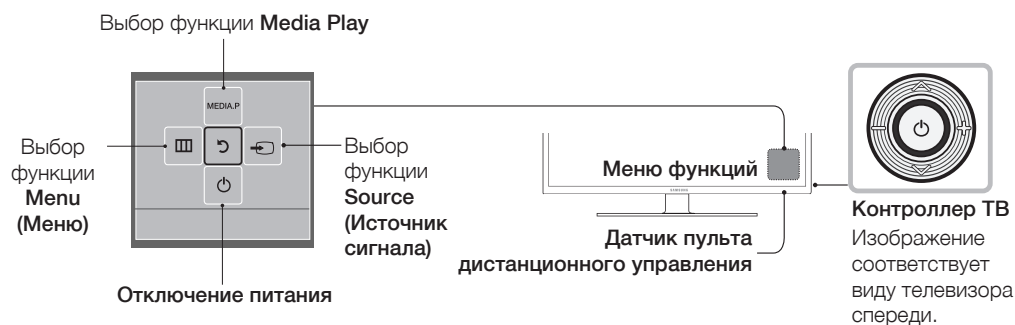 Выбор функции Media Play
MEDIA.P
Выбор
функции
Menu
(Меню)
Выбор
функции
Source
(Источник
сигнала)
Отключение питания
Меню функций
SAMSUNG
Датчик пульта
дистанционного управления
Контроллер ТВ
Изображение
соответствует
виду телевизора
спереди.